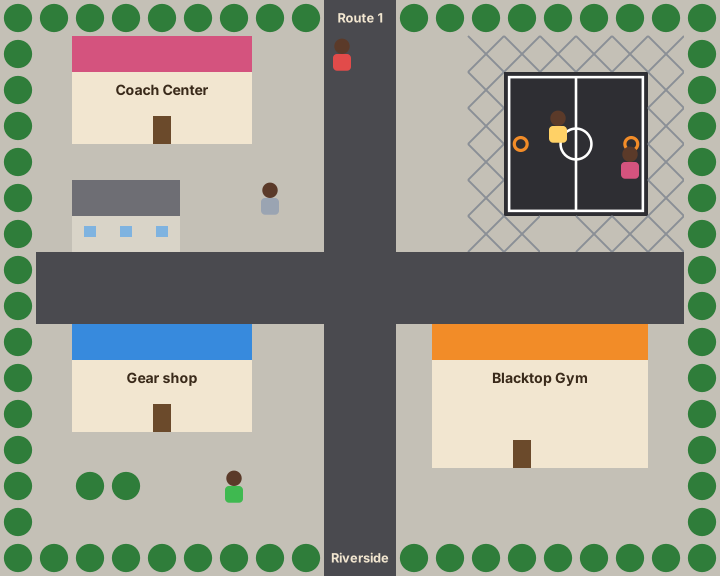 Route 1
Coach Center
Gear shop
Blacktop Gym
Riverside